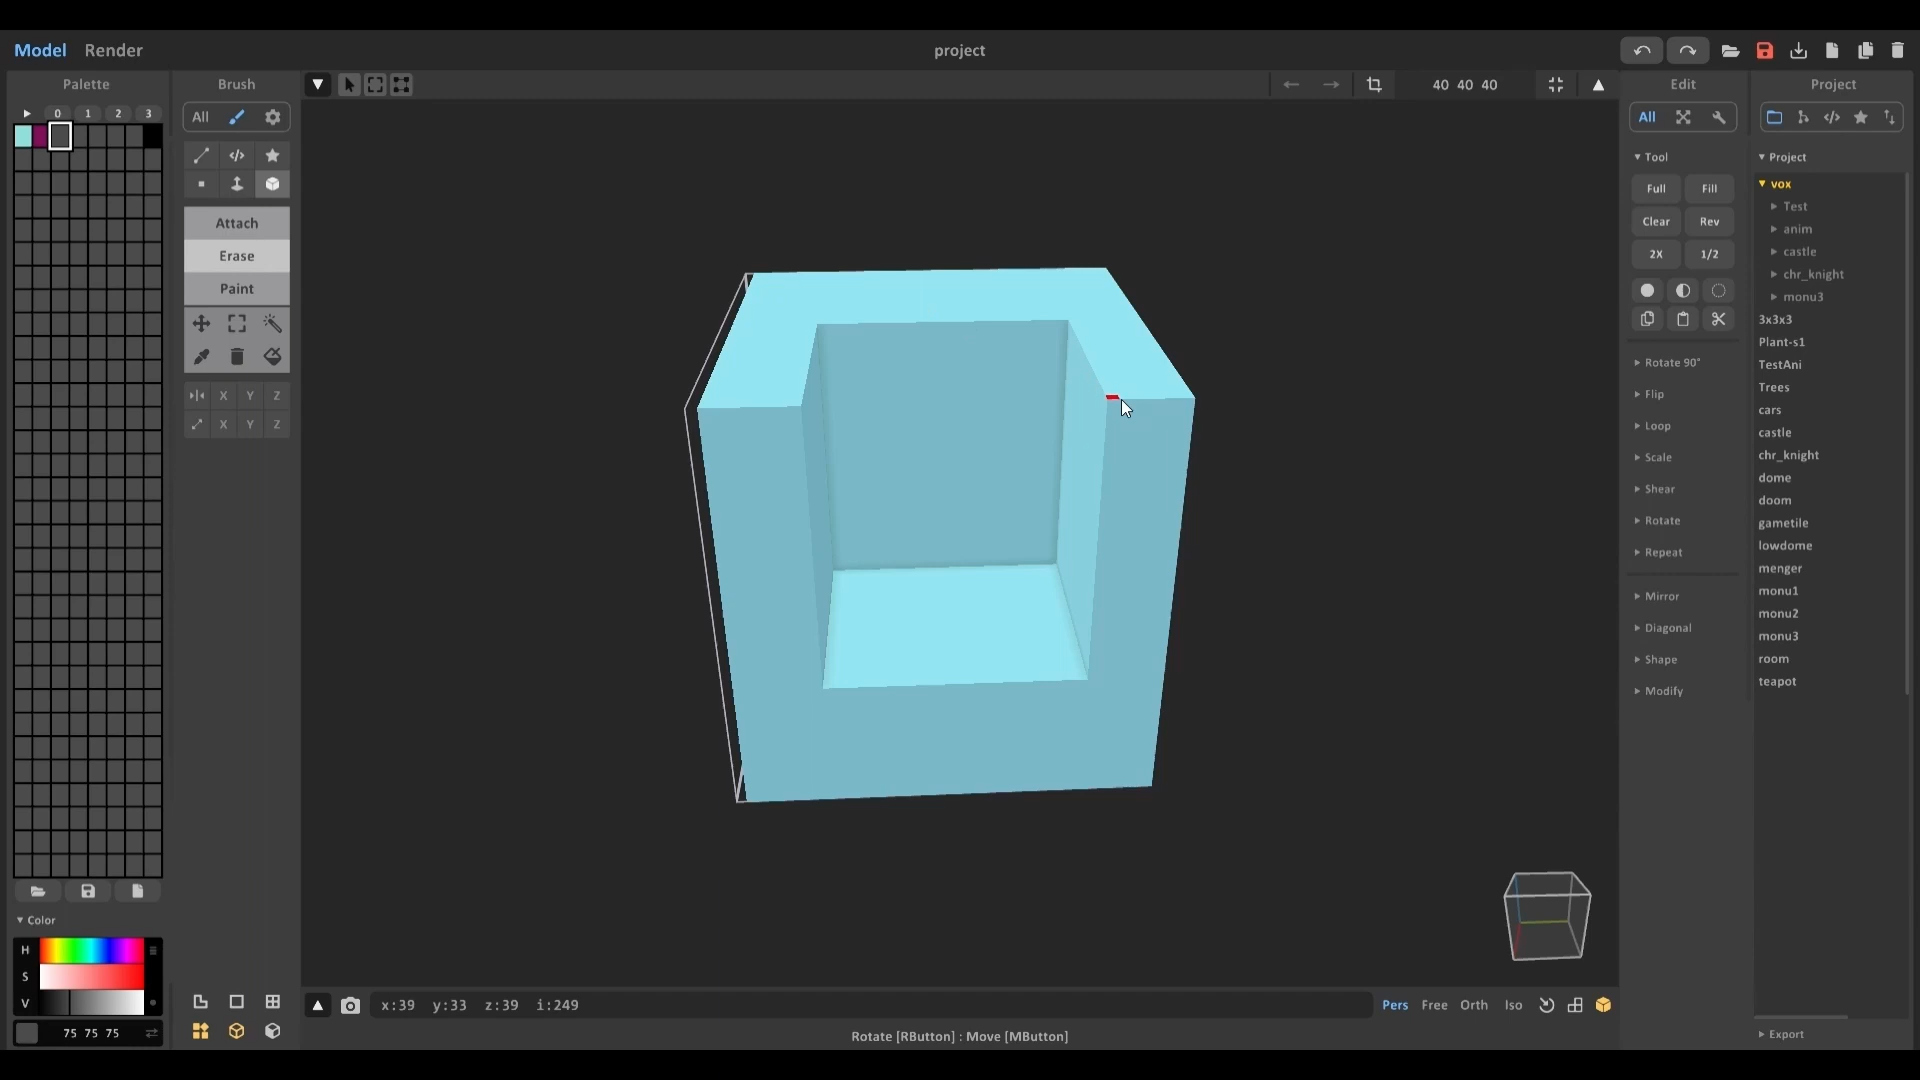 Model Render
project
Palette
Brush
40 40 40
Edit
Project
0 1 2 3
All
All
Tool
Project
Full Fill
vox
Clear Rev
Test
2X 1/2
anim
castle
chr_knight
monu3
Attach
Erase
Paint
3x3x3
Plant-s1
TestAni
Trees
cars
castle
chr_knight
dome
doom
gametile
lowdome
menger
monu1
monu2
monu3
room
teapot
Rotate 90°
Flip
Loop
Scale
Shear
Rotate
Repeat
Mirror
Diagonal
Shape
Modify
X Y Z
X Y Z
Color
H
S
V
75 75 75
x:39 y:33 z:39 i:249
Pers Free Orth Iso
Rotate [RButton] : Move [MButton]
Export